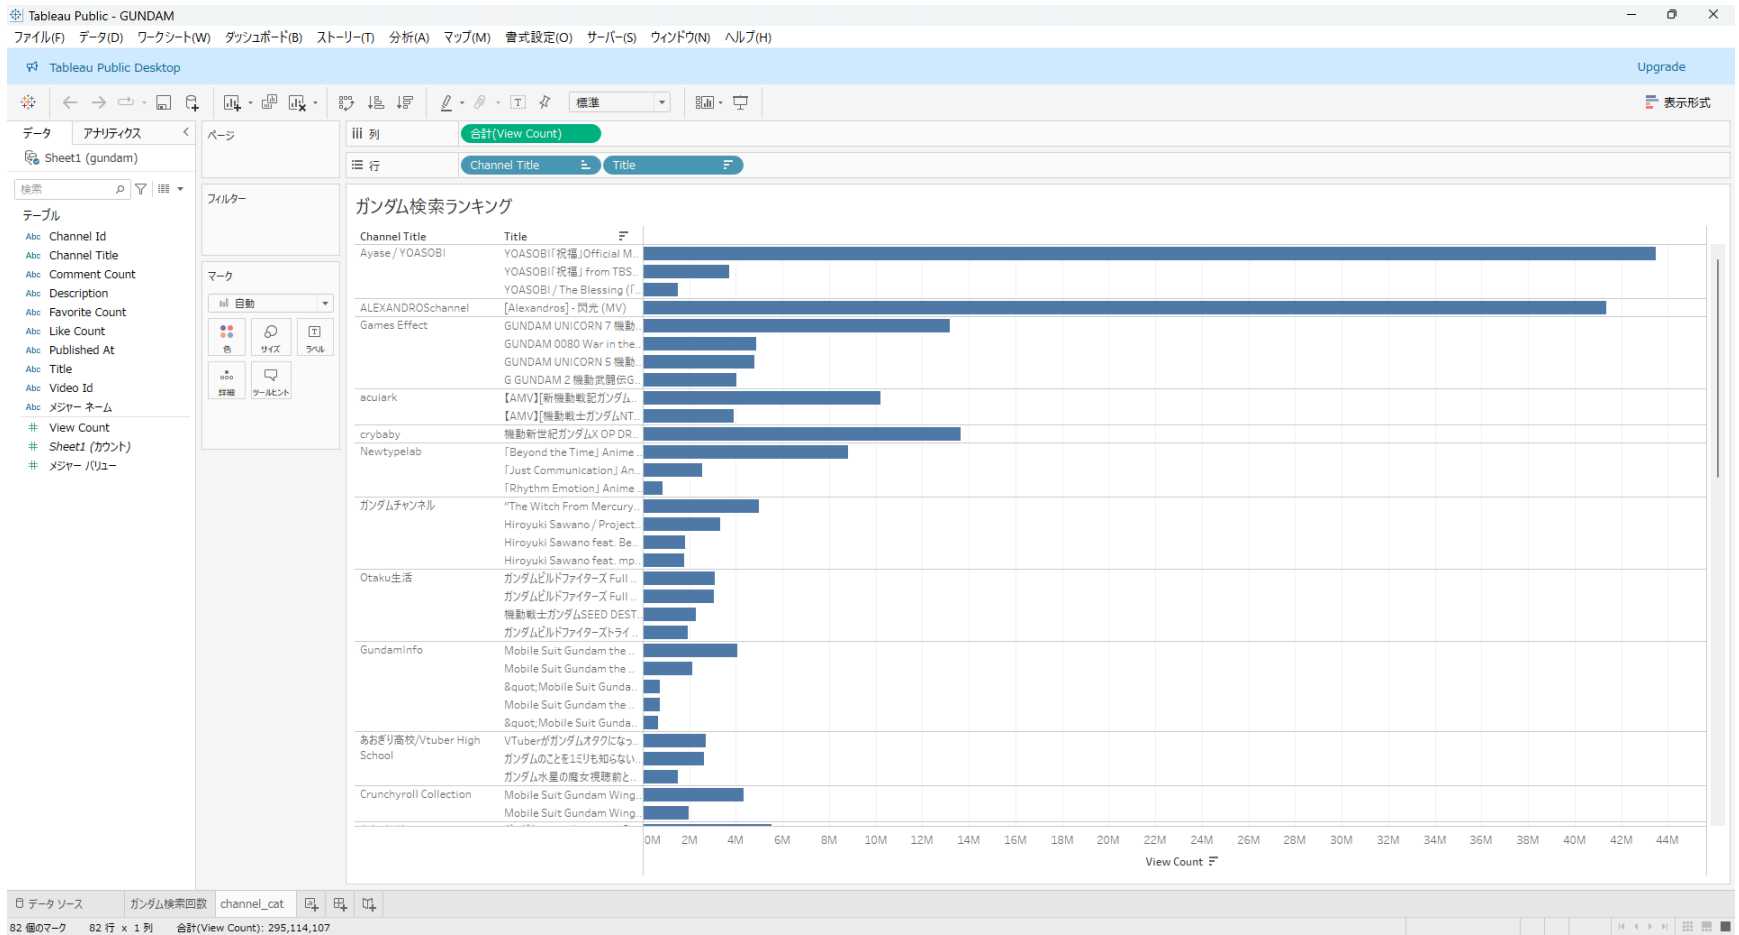 Tableau Public - GUNDAM
ファイル(F) データ(D) ワークシート(W) ダッシュボード(B) ストーリー(T) 分析(A) マップ(M) 書式設定(O) サーバー(S) ウィンドウ(N) ヘルプ(H)
Tableau Public Desktop
Upgrade
標準
表示形式
データ アナリティクス
Sheet1 (gundam)
検索
テーブル
Abc Channel Id
Abc Channel Title
Abc Comment Count
Abc Description
Abc Favorite Count
Abc Like Count
Abc Published At
Abc Title
Abc Video Id
Abc メジャー ネーム
# View Count
# Sheet1 (カウント)
# メジャー バリュー
ページ
フィルター
マーク
自動
色 サイズ ラベル
詳細 ツールヒント
列 合計(View Count)
行 Channel Title Title
ガンダム検索ランキング
Channel Title Title
Ayase / YOASOBI YOASOBI「祝福」Official M..
YOASOBI「祝福」 from TBS..
YOASOBI / The Blessing (「..
ALEXANDROSchannel [Alexandros] - 閃光 (MV)
Games Effect GUNDAM UNICORN 7 機動..
GUNDAM 0080 War in the..
GUNDAM UNICORN 5 機動..
G GUNDAM 2 機動武闘伝G..
acuiark 【AMV】[新機動戦記ガンダム..
【AMV】[機動戦士ガンダムNT..
crybaby 機動新世紀ガンダムX OP DR..
Newtypelab 「Beyond the Time」 Anime ..
「Just Communication」 An..
「Rhythm Emotion」 Anime ..
ガンダムチャンネル "The Witch From Mercury..
Hiroyuki Sawano / Project..
Hiroyuki Sawano feat. Be..
Hiroyuki Sawano feat. mp..
Otaku生活 ガンダムビルドファイターズ Full ..
ガンダムビルドファイターズ Full ..
機動戦士ガンダムSEED DEST..
ガンダムビルドファイターズトライ ..
GundamInfo Mobile Suit Gundam the ..
Mobile Suit Gundam the ..
&quot;Mobile Suit Gunda..
Mobile Suit Gundam the ..
&quot;Mobile Suit Gunda..
あおぎり高校/Vtuber High School VTuberがガンダムオタクになっ..
ガンダムのことを1ミリも知らない..
ガンダム水星の魔女視聴前と..
Crunchyroll Collection Mobile Suit Gundam Wing..
Mobile Suit Gundam Wing..
0M 2M 4M 6M 8M 10M 12M 14M 16M 18M 20M 22M 24M 26M 28M 30M 32M 34M 36M 38M 40M 42M 44M
View Count
データ ソース ガンダム検索回数 channel_cat
82 個のマーク 82 行 x 1 列 合計(View Count): 295,114,107